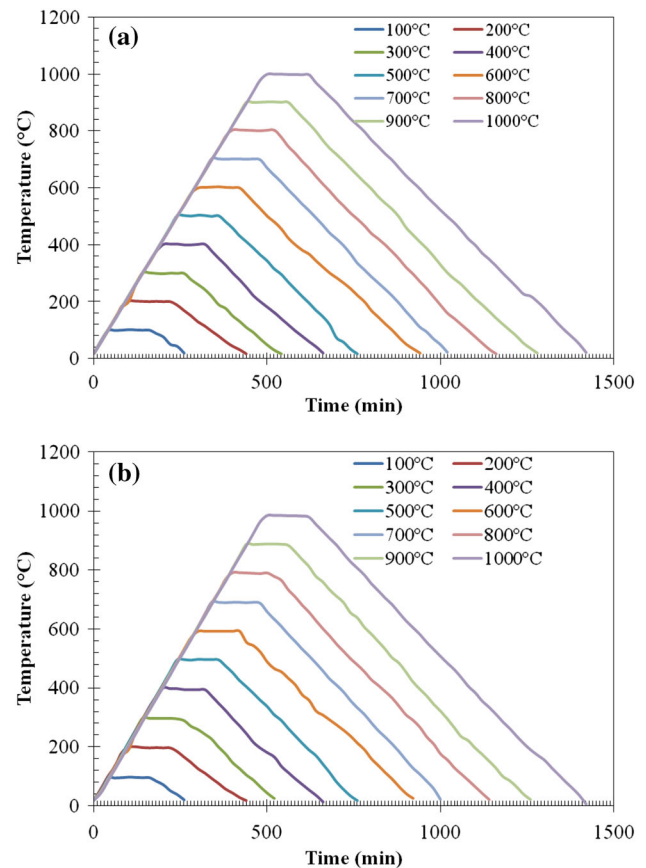 (a)
1200
1000
800
600
400
200
0
Temperature (°C)
100°C 200°C
300°C 400°C
500°C 600°C
700°C 800°C
900°C 1000°C
0 500 1000 1500
Time (min)
(b)
1200
1000
800
600
400
200
0
Temperature (°C)
100°C 200°C
300°C 400°C
500°C 600°C
700°C 800°C
900°C 1000°C
0 500 1000 1500
Time (min)